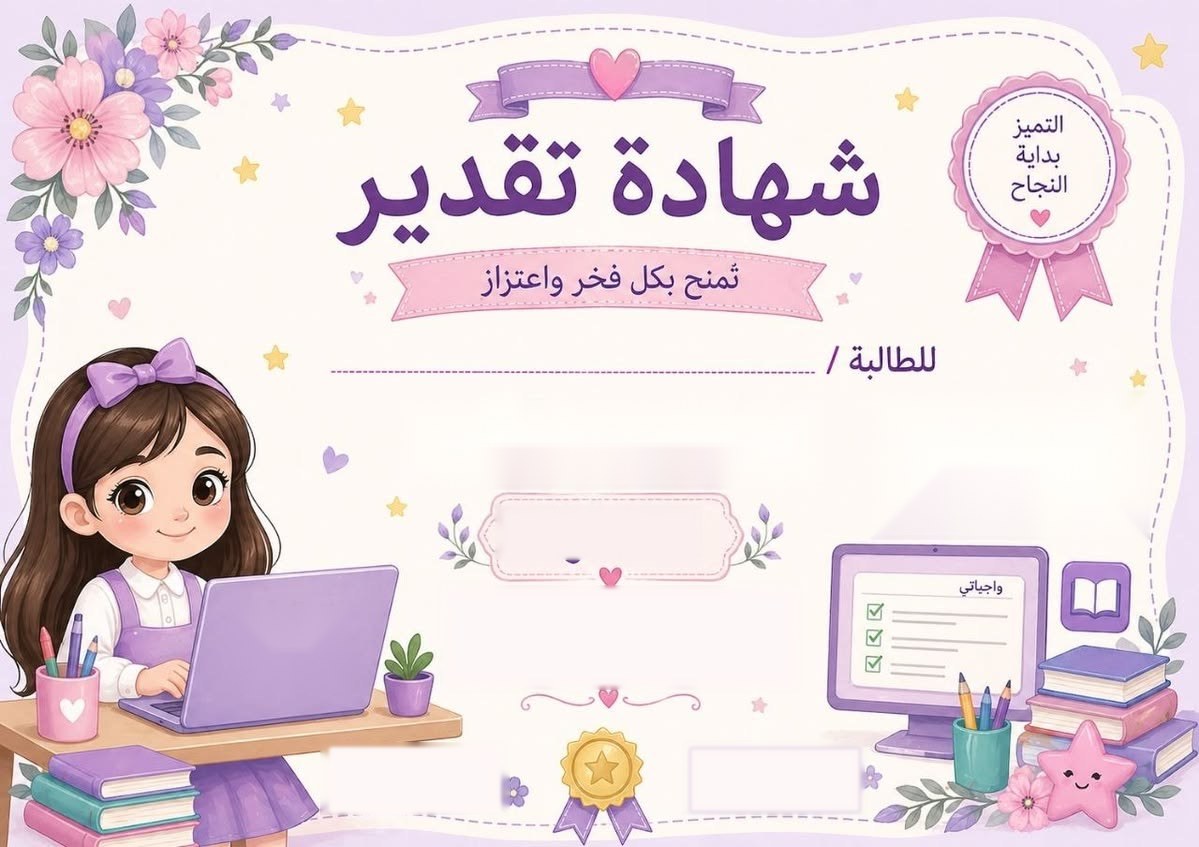 شهادة تقدير
التميز
بداية
النجاح
تُمنح بكل فخر واعتزاز
للطالبة /
واجباتي